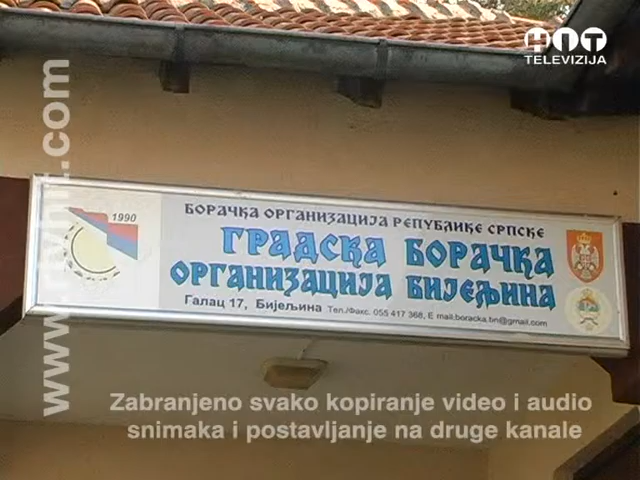 HIT
TELEVIZIJA
1990
БОРАЧКА ОРГАНИЗАЦИЈА РЕПУБЛИКЕ СРПСКЕ
ГРАДСКА БОРАЧКА
ОРГАНИЗАЦИЈА БИЈЕЉИНА
Галац 17, Бијељина Тел./Факс. 055 417 368, E mail:boracka.bn@gmail.com
Zabranjeno svako kopiranje video i audio
snimaka i postavljanje na druge kanale